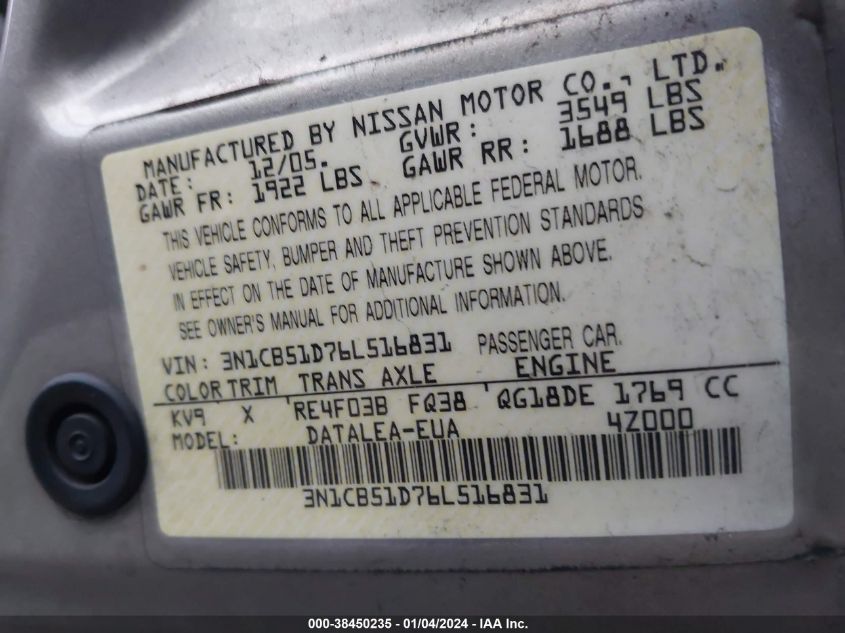 MANUFACTURED BY NISSAN MOTOR CO., LTD.
DATE: 12/05. GVWR: 3549 LBS
GAWR FR: 1922 LBS GAWR RR: 1688 LBS
THIS VEHICLE CONFORMS TO ALL APPLICABLE FEDERAL MOTOR.
VEHICLE SAFETY, BUMPER AND THEFT PREVENTION STANDARDS
IN EFFECT ON THE DATE OF MANUFACTURE SHOWN ABOVE.
SEE OWNER'S MANUAL FOR ADDITIONAL INFORMATION.
VIN: 3N1CB51D76L516831 PASSENGER CAR.
COLOR TRIM TRANS AXLE ENGINE
KV9 X RE4F03B FQ38 QG18DE 1769 CC
MODEL: DATALEA-EUA 4Z000
3N1CB51D76L516831
000-38450235 - 01/04/2024 - IAA Inc.